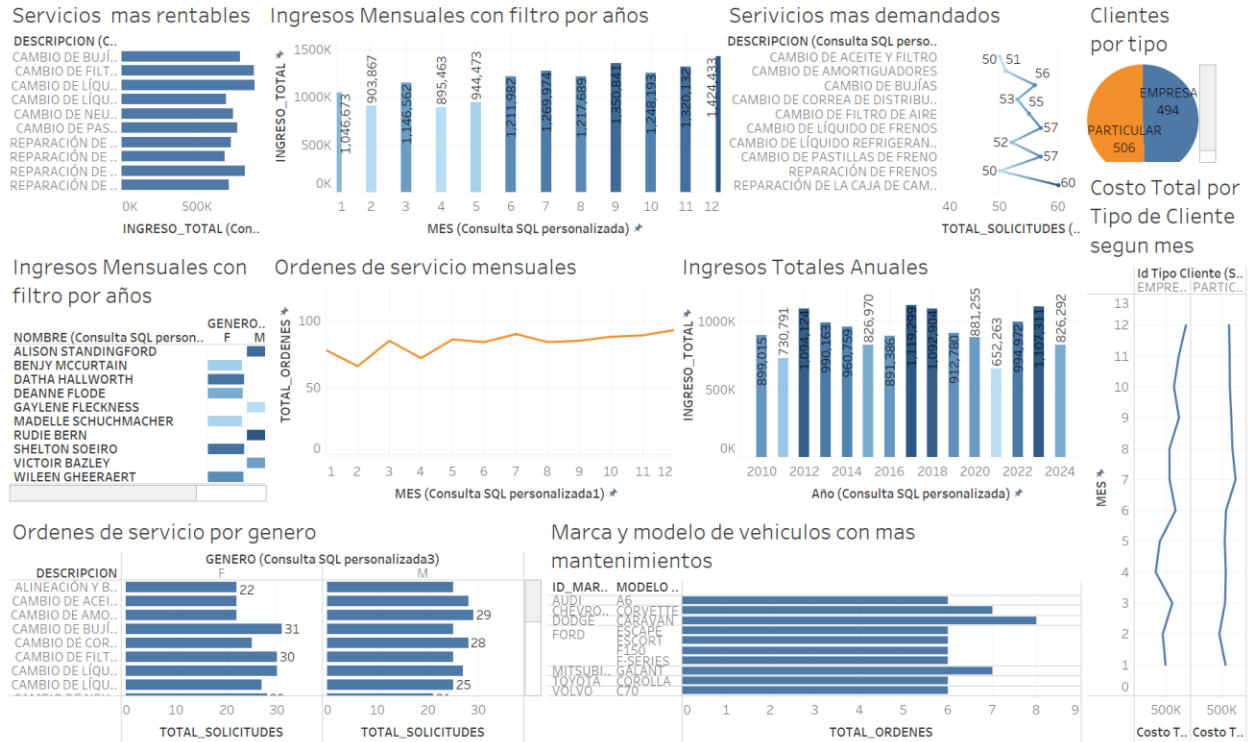 Servicios mas rentables
DESCRIPCION (C..
CAMBIO DE BUJÍ..
CAMBIO DE FILT..
CAMBIO DE LÍQU..
CAMBIO DE LÍQU..
CAMBIO DE NEU..
CAMBIO DE PAS..
REPARACIÓN DE ..
REPARACIÓN DE ..
REPARACIÓN DE ..
REPARACIÓN DE ..
0K 500K
INGRESO_TOTAL (Con..
Ingresos Mensuales con filtro por años
INGRESO_TOTAL
1500K
1000K
500K
0K
1,046,673
903,867
1,146,562
895,463
944,473
1,211,982
1,269,974
1,217,689
1,350,841
1,248,193
1,320,132
1,424,433
1 2 3 4 5 6 7 8 9 10 11 12
MES (Consulta SQL personalizada)
Serivicios mas demandados
DESCRIPTION (Consulta SQL perso..
CAMBIO DE ACEITE Y FILTRO
CAMBIO DE AMORTIGUADORES
CAMBIO DE BUJÍAS
CAMBIO DE CORREA DE DISTRIBU..
CAMBIO DE FILTRO DE AIRE
CAMBIO DE LÍQUIDO DE FRENOS
CAMBIO DE LÍQUIDO REFRIGERAN..
CAMBIO DE PASTILLAS DE FRENO
REPARACIÓN DE FRENOS
REPARACIÓN DE LA CAJA DE CAM..
50 51
56
53 55
57
52
57
50
60
40 50 60
TOTAL_SOLICITUDES (..
Clientes
por tipo
EMPRESA
494
PARTICULAR
506
Ingresos Mensuales con
filtro por años
GENERO..
NOMBRE (Consulta SQL person.. F M
ALISON STANDINGFORD
BENJY MCCURTAIN
DATHA HALLWORTH
DEANNE FLODE
GAYLENE FLECKNESS
MADELLE SCHUCHMACHER
RUDIE BERN
SHELTON SOEIRO
VICTOIR BAZLEY
WILEEN GHEERAERT
Ordenes de servicio mensuales
TOTAL_ORDENES
100
50
0
1 2 3 4 5 6 7 8 9 10 11 12
MES (Consulta SQL personalizada1)
Ingresos Totales Anuales
INGRESO_TOTAL
1000K
500K
0K
899,015
730,791
1,094,124
990,163
960,759
826,970
891,386
1,119,299
1,092,904
912,780
881,255
652,263
994,972
1,107,311
826,292
2010 2012 2014 2016 2018 2020 2022 2024
Año (Consulta SQL personalizada)
Costo Total por
Tipo de Cliente
segun mes
Id Tipo Cliente (S..
EMPRE.. PARTIC..
MES
13
12
11
10
9
8
7
6
5
4
3
2
1
0
500K 500K
Costo T.. Costo T..
Ordenes de servicio por genero
GENERO (Consulta SQL personalizada3)
DESCRIPCION F M
ALINEACIÓN Y B..
CAMBIO DE ACEI..
CAMBIO DE AMO..
CAMBIO DE BUJÍ..
CAMBIO DE COR..
CAMBIO DE FILT..
CAMBIO DE LÍQU..
CAMBIO DE LÍQU..
22
31
30
29
28
25
0 10 20 30 0 10 20 30
TOTAL_SOLICITUDES TOTAL_SOLICITUDES
Marca y modelo de vehiculos con mas
mantenimientos
ID_MAR.. MODELO ..
AUDI A6
CHEVRO.. CORVETTE
DODGE CARAVAN
FORD ESCAPE
ESCORT
F150
F-SERIES
MITSUBI.. GALANT
TOYOTA COROLLA
VOLVO C70
0 1 2 3 4 5 6 7 8 9
TOTAL_ORDENES